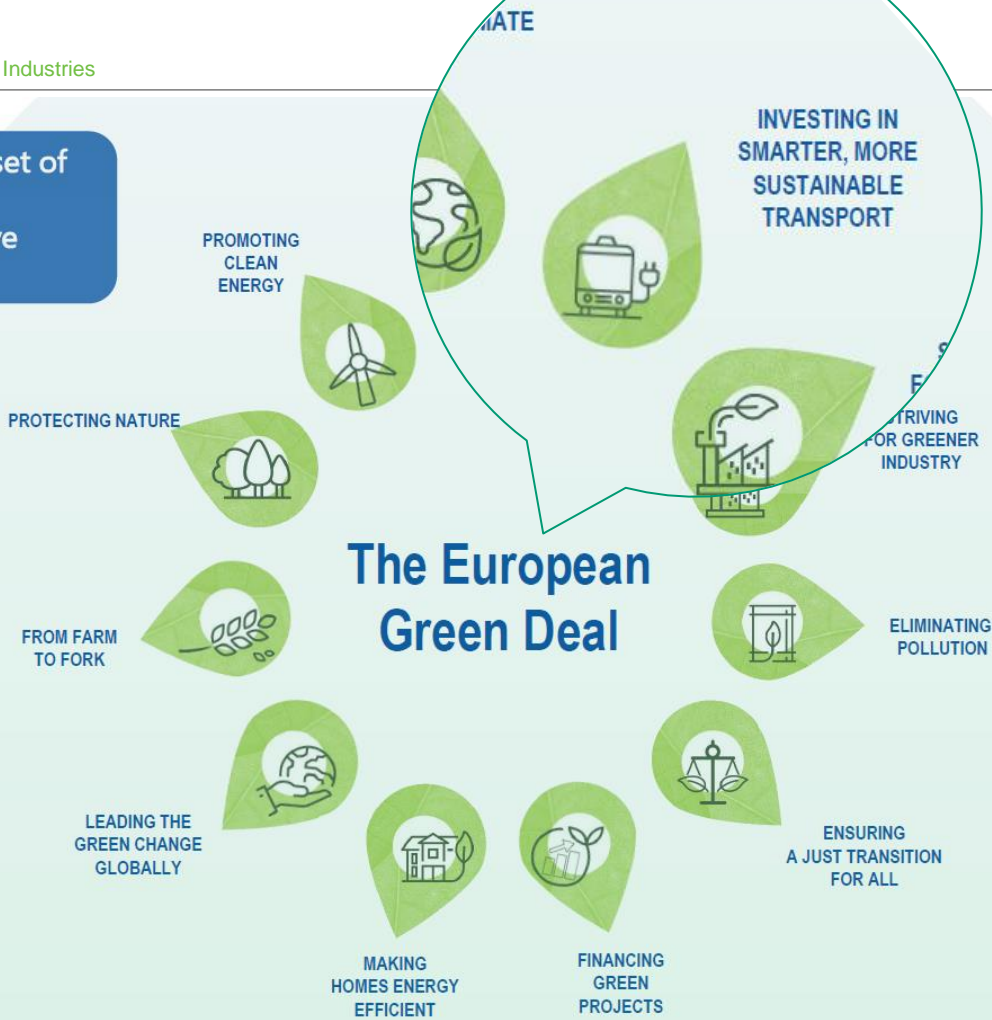 Industries
set of
INVESTING IN
SMARTER, MORE
SUSTAINABLE
TRANSPORT
PROMOTING
CLEAN
ENERGY
PROTECTING NATURE
TRIVING
OR GREENER
INDUSTRY
The European
Green Deal
FROM FARM
TO FORK
ELIMINATING
POLLUTION
LEADING THE
GREEN CHANGE
GLOBALLY
ENSURING
A JUST TRANSITION
FOR ALL
MAKING
HOMES ENERGY
EFFICIENT
FINANCING
GREEN
PROJECTS